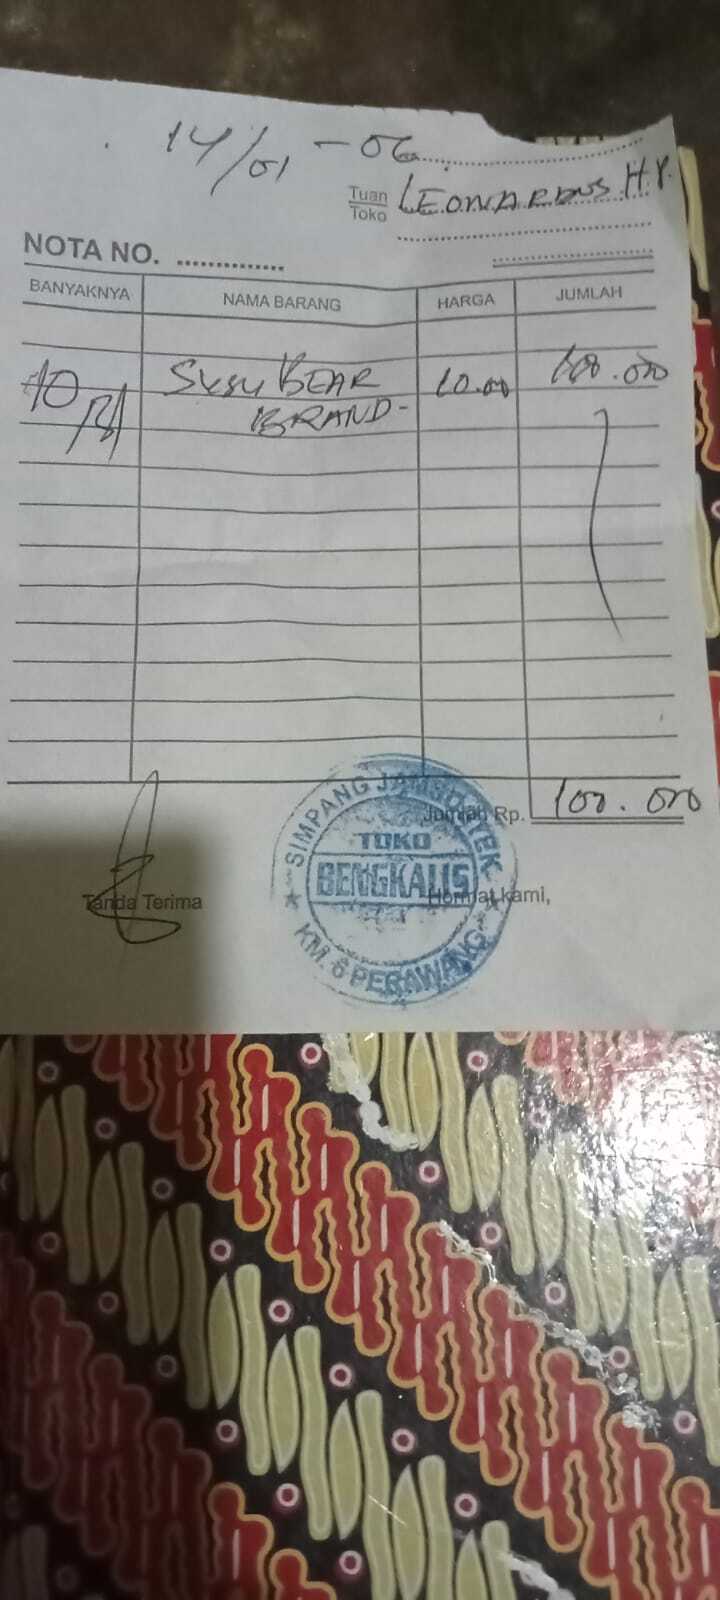 14/01 - 06
Tuan
Toko
LEONARDUS H Y.
NOTA NO.
BANYAKNYA NAMA BARANG HARGA JUMLAH
10 Susu BEAR 10.00 100.000
BRAND-
Jumlah Rp. 100.000
Tanda Terima
Hormat kami,
SIMPANG
TOKO
BENGKALIS
KM. 6 PERAWANG